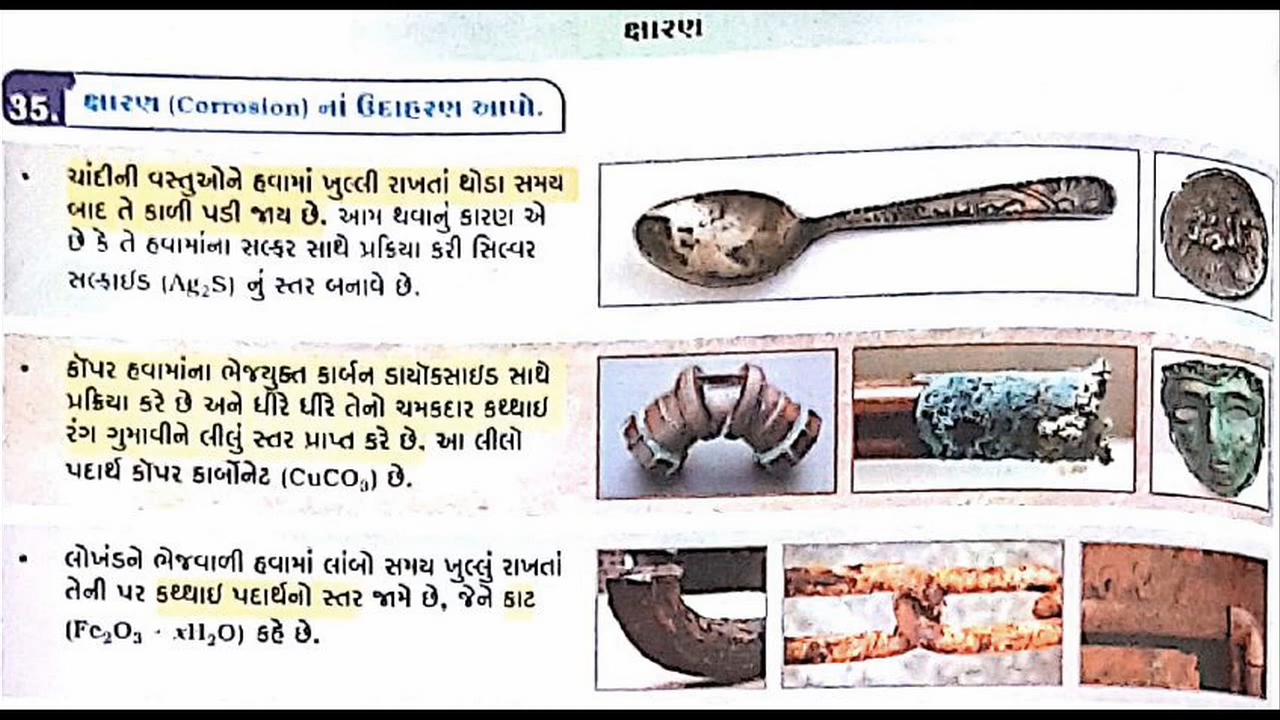 ક્ષારણ
35. ક્ષારણ (Corrosion) નાં ઉદાહરણ આપો.
• ચાંદીની વસ્તુઓને હવામાં ખુલ્લી રાખતાં થોડા સમય
બાદ તે કાળી પડી જાય છે. આમ થવાનું કારણ એ
છે કે તે હવામાંના સલ્ફર સાથે પ્રક્રિયા કરી સિલ્વર
સલ્ફાઇડ (Ag₂S) નું સ્તર બનાવે છે.
• કૉપર હવામાંના ભેજયુક્ત કાર્બન ડાયૉક્સાઇડ સાથે
પ્રક્રિયા કરે છે અને ધીરે ધીરે તેનો ચમકદાર કથ્થાઇ
રંગ ગુમાવીને લીલું સ્તર પ્રાપ્ત કરે છે. આ લીલો
પદાર્થ કૉપર કાર્બોનેટ (CuCO₃) છે.
• લોખંડને ભેજવાળી હવામાં લાંબો સમય ખુલ્લું રાખતાં
તેની પર કથ્થાઇ પદાર્થનો સ્તર જામે છે, જેને કાટ
(Fe₂O₃ · xH₂O) કહે છે.